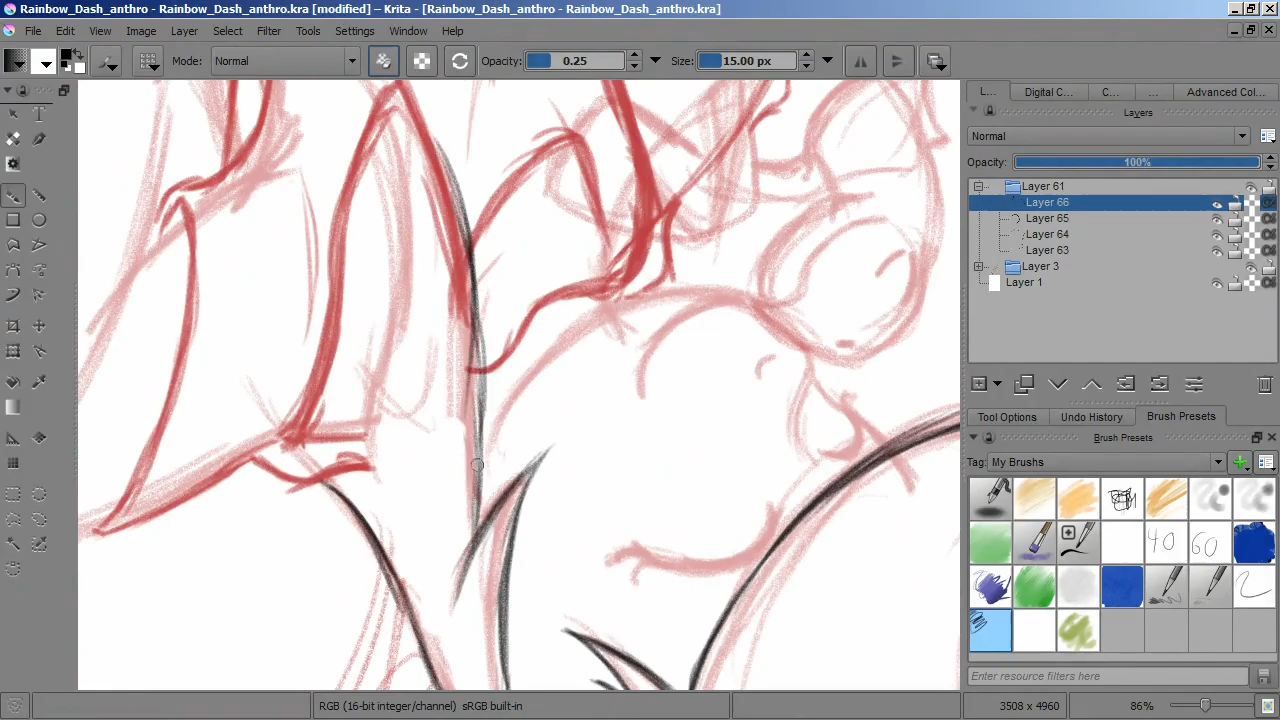 Rainbow_Dash_anthro - Rainbow_Dash_anthro.kra [modified] – Krita - [Rainbow_Dash_anthro - Rainbow_Dash_anthro.kra]
File Edit View Image Layer Select Filter Tools Settings Window Help
Mode: Normal Opacity: 0.25 Size: 15.00 px
L... Digital C... C... ... Advanced Col...
Layers
Normal
Opacity: 100%
Layer 61
Layer 66
Layer 65
Layer 64
Layer 63
Layer 3
Layer 1
Tool Options Undo History Brush Presets
Brush Presets
Tag: My Brushes
40 60
Enter resource filters here
RGB (16-bit integer/channel) sRGB built-in 3508 x 4960 86%